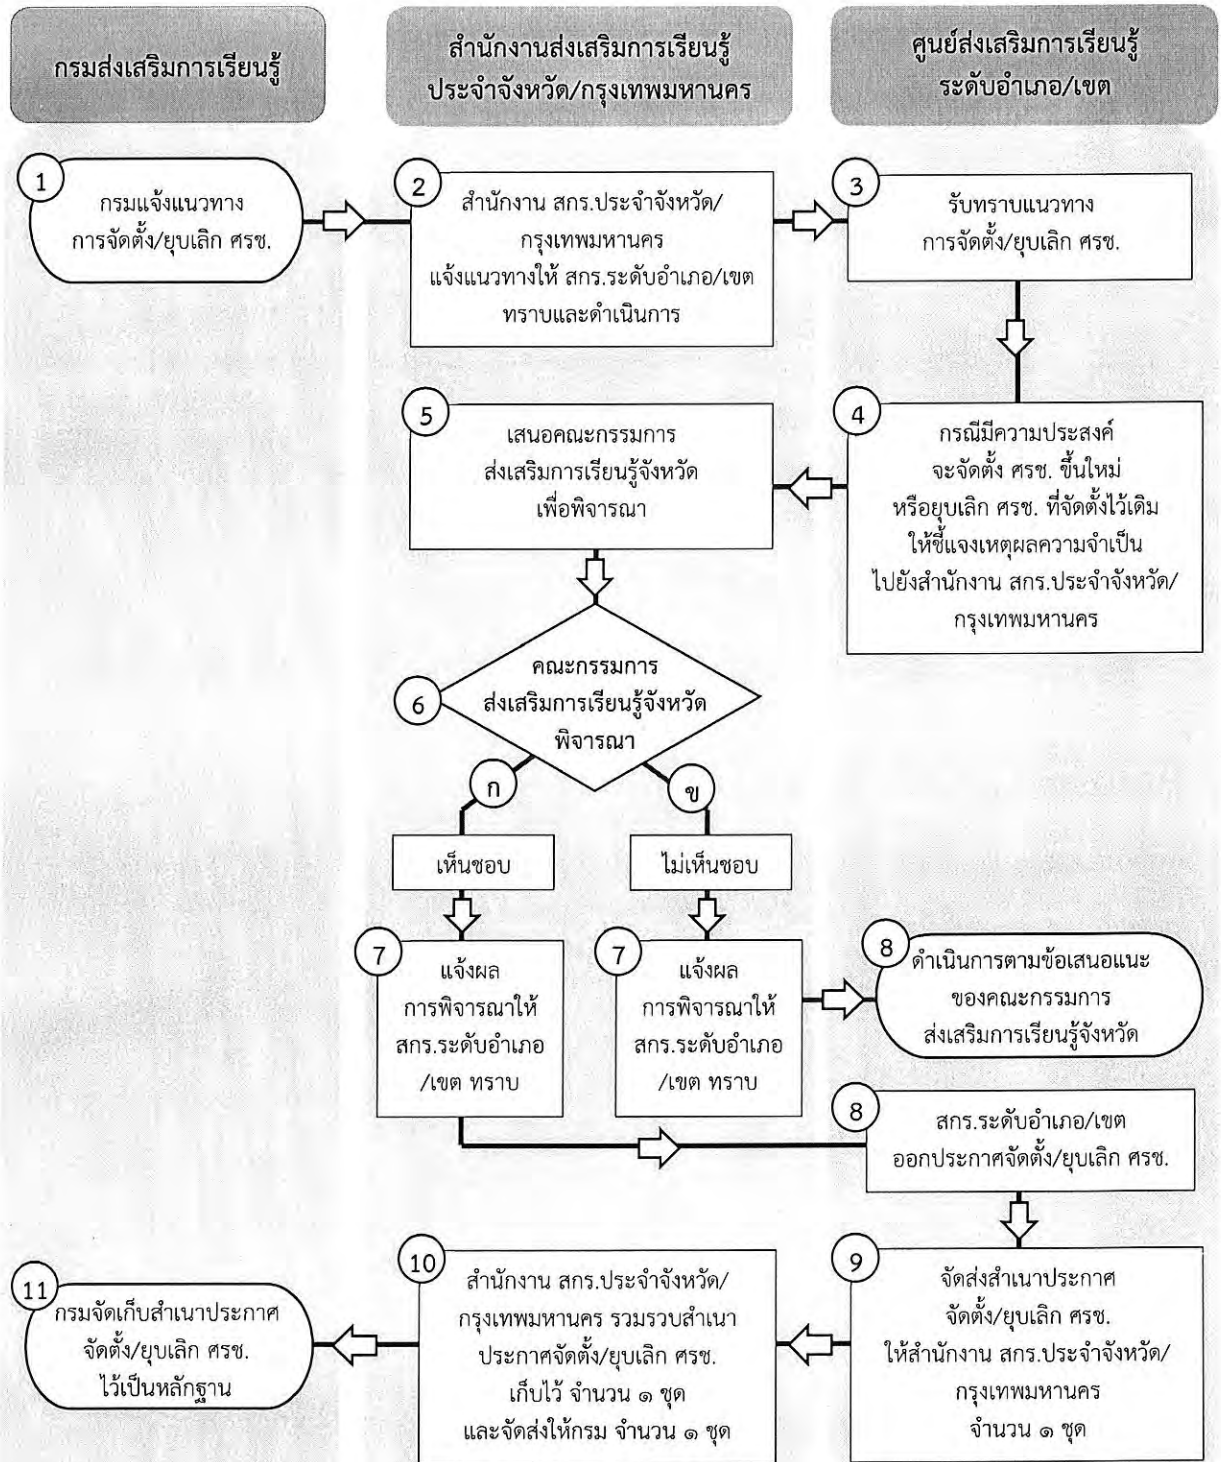 กรมส่งเสริมการเรียนรู้
สำนักงานส่งเสริมการเรียนรู้
ประจำจังหวัด/กรุงเทพมหานคร
ศูนย์ส่งเสริมการเรียนรู้
ระดับอำเภอ/เขต
1
กรมแจ้งแนวทาง
การจัดตั้ง/ยุบเลิก ศรช.
2
สำนักงาน สกร.ประจำจังหวัด/
กรุงเทพมหานคร
แจ้งแนวทางให้ สกร.ระดับอำเภอ/เขต
ทราบและดำเนินการ
3
รับทราบแนวทาง
การจัดตั้ง/ยุบเลิก ศรช.
4
กรณีมีความประสงค์
จะจัดตั้ง ศรช. ขึ้นใหม่
หรือยุบเลิก ศรช. ที่จัดตั้งไว้เดิม
ให้ชี้แจงเหตุผลความจำเป็น
ไปยังสำนักงาน สกร.ประจำจังหวัด/
กรุงเทพมหานคร
5
เสนอคณะกรรมการ
ส่งเสริมการเรียนรู้จังหวัด
เพื่อพิจารณา
6
คณะกรรมการ
ส่งเสริมการเรียนรู้จังหวัด
พิจารณา
ก
ข
เห็นชอบ
ไม่เห็นชอบ
7
แจ้งผล
การพิจารณาให้
สกร.ระดับอำเภอ
/เขต ทราบ
7
แจ้งผล
การพิจารณาให้
สกร.ระดับอำเภอ
/เขต ทราบ
8
ดำเนินการตามข้อเสนอแนะ
ของคณะกรรมการ
ส่งเสริมการเรียนรู้จังหวัด
8
สกร.ระดับอำเภอ/เขต
ออกประกาศจัดตั้ง/ยุบเลิก ศรช.
9
จัดส่งสำเนาประกาศ
จัดตั้ง/ยุบเลิก ศรช.
ให้สำนักงาน สกร.ประจำจังหวัด/
กรุงเทพมหานคร
จำนวน ๑ ชุด
10
สำนักงาน สกร.ประจำจังหวัด/
กรุงเทพมหานคร รวมรวบสำเนา
ประกาศจัดตั้ง/ยุบเลิก ศรช.
เก็บไว้ จำนวน ๑ ชุด
และจัดส่งให้กรม จำนวน ๑ ชุด
11
กรมจัดเก็บสำเนาประกาศ
จัดตั้ง/ยุบเลิก ศรช.
ไว้เป็นหลักฐาน